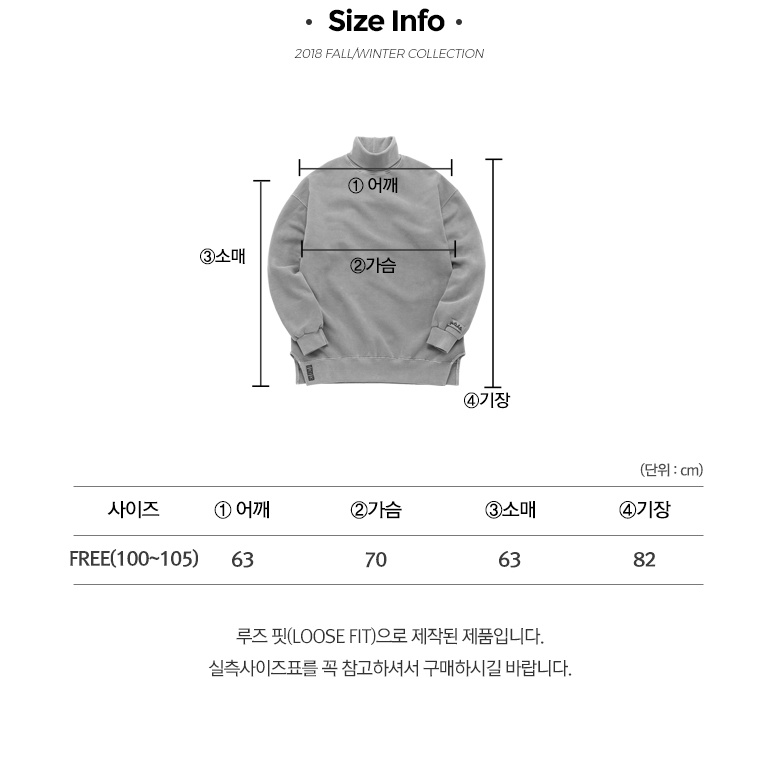 • Size Info •
2018 FALL/WINTER COLLECTION
① 어깨
③소매
②가슴
④기장
(단위 : cm)
사이즈 ① 어깨 ②가슴 ③소매 ④기장
FREE(100~105) 63 70 63 82
루즈 핏(LOOSE FIT)으로 제작된 제품입니다.
실측사이즈표를 꼭 참고하셔서 구매하시길 바랍니다.